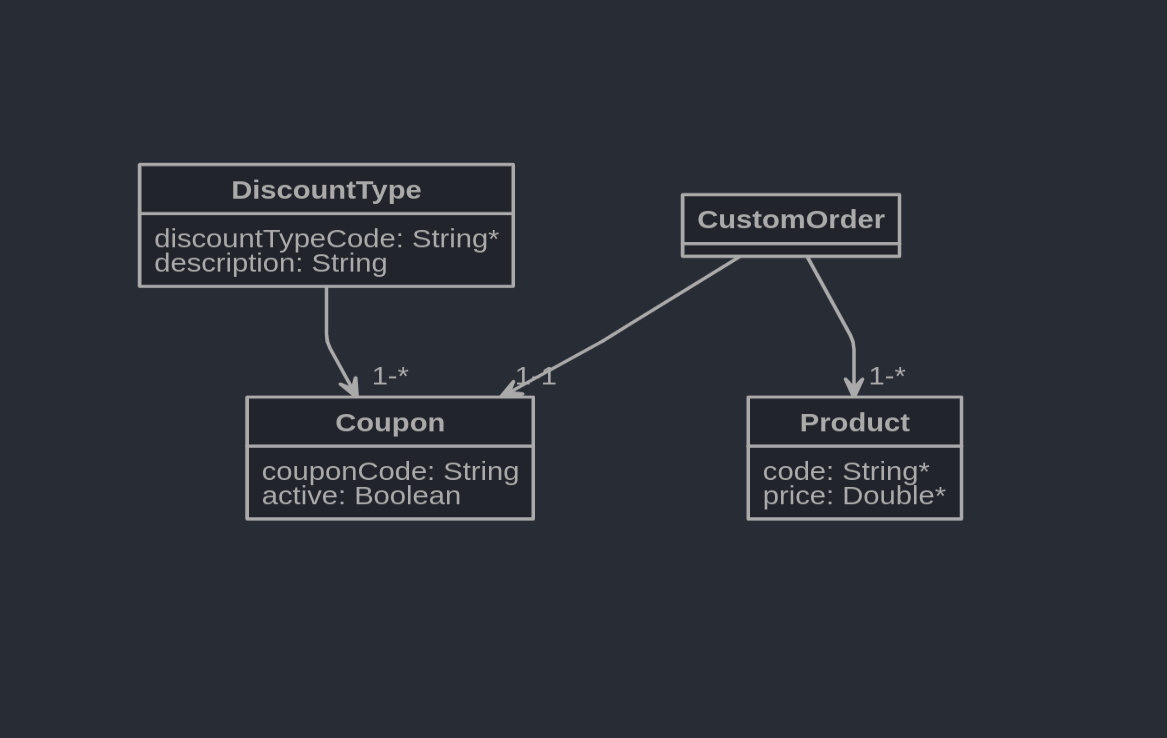 DiscountType
discountTypeCode: String*
description: String
CustomOrder
1-*
1-1
1-*
Coupon
couponCode: String
active: Boolean
Product
code: String*
price: Double*